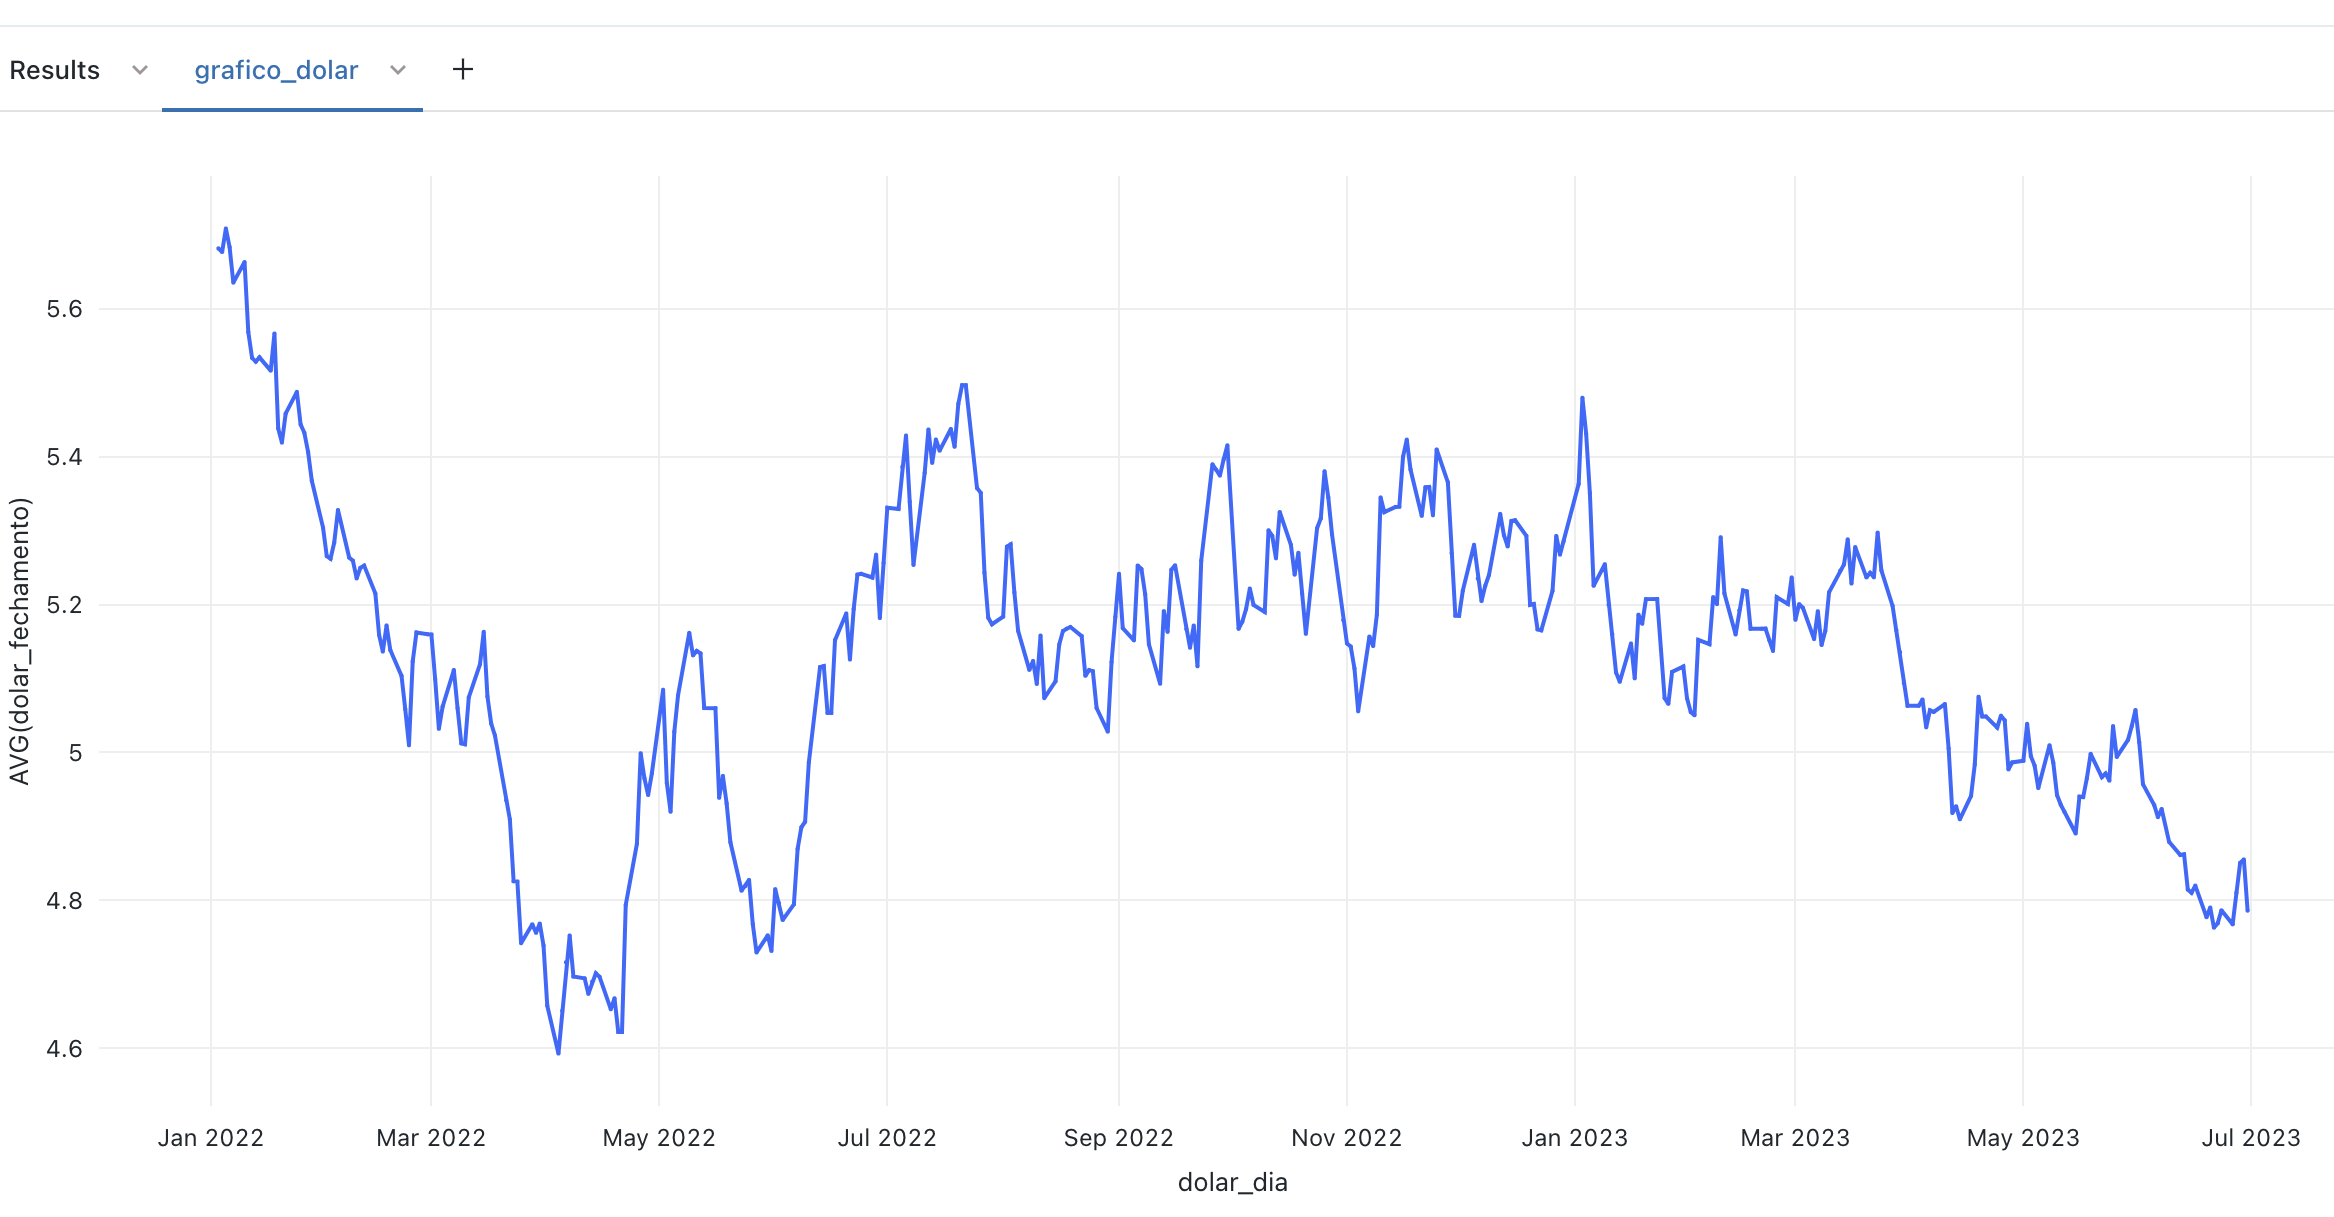 Results grafico_dolar +
5.6
5.4
5.2
5
4.8
4.6
AVG(dolar_fechamento)
Jan 2022 Mar 2022 May 2022 Jul 2022 Sep 2022 Nov 2022 Jan 2023 Mar 2023 May 2023 Jul 2023
dolar_dia